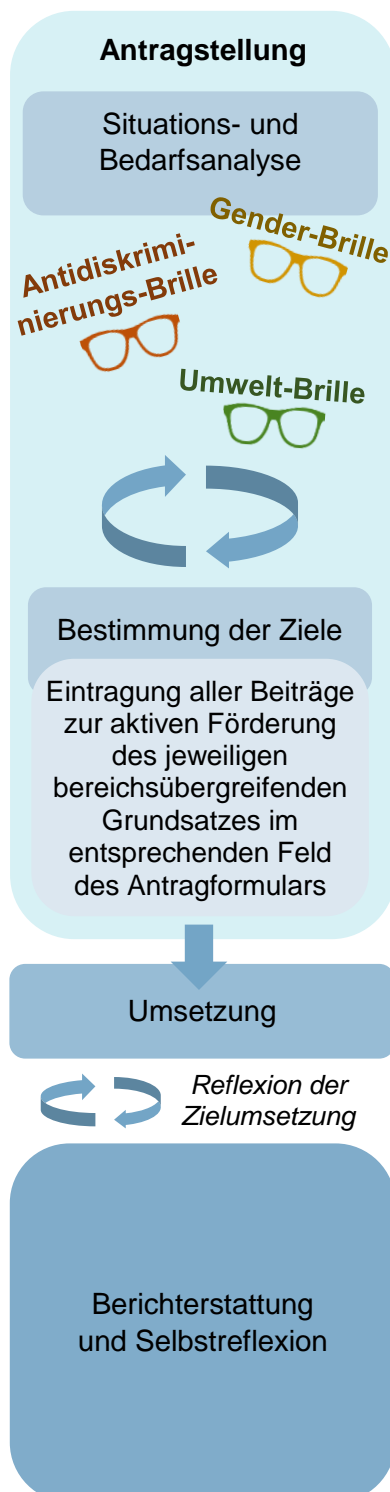 Antragstellung
Situations- und
Bedarfsanalyse
Gender-Brille
Antidiskrimi-
nierungs-Brille
Umwelt-Brille
Bestimmung der Ziele
Eintragung aller Beiträge
zur aktiven Förderung
des jeweiligen
bereichsübergreifenden
Grundsatzes im
entsprechenden Feld
des Antragformulars
Umsetzung
Reflexion der
Zielumsetzung
Berichterstattung
und Selbstreflexion